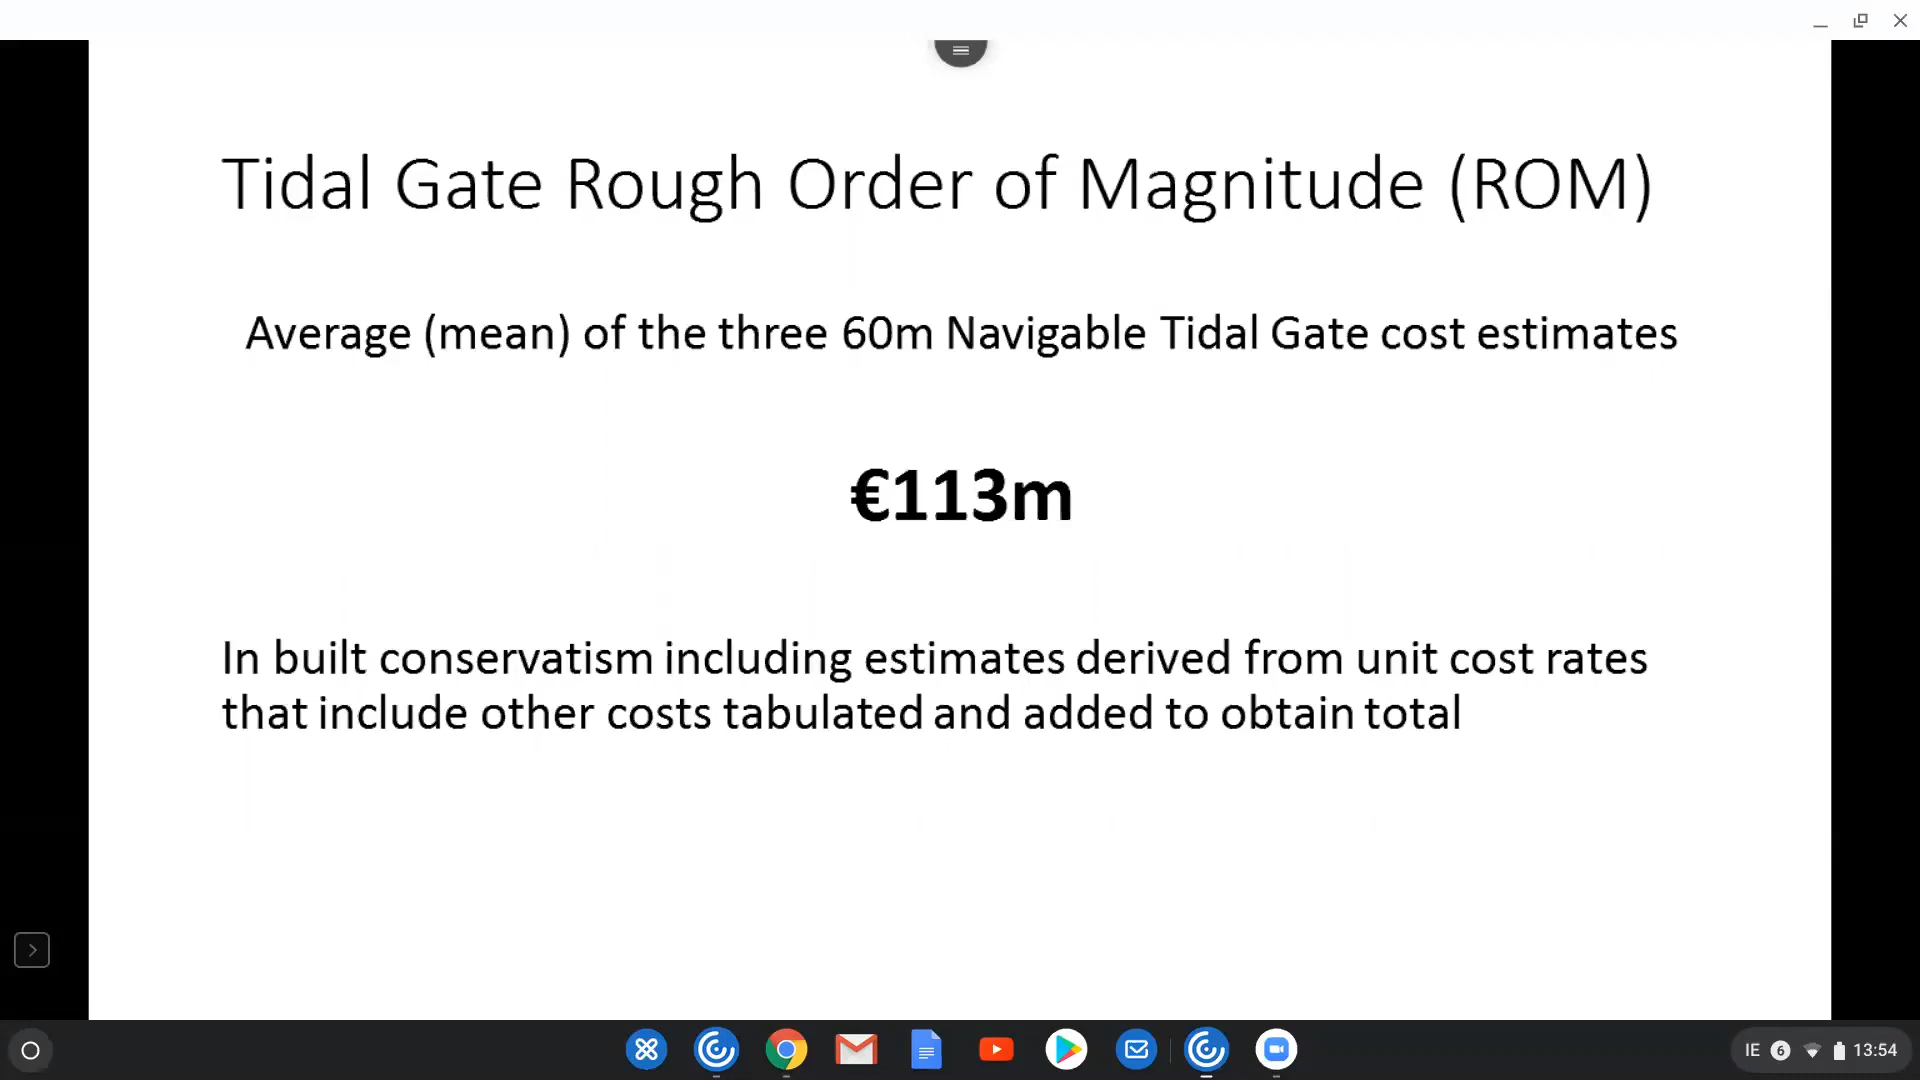 Tidal Gate Rough Order of Magnitude (ROM)
Average (mean) of the three 60m Navigable Tidal Gate cost estimates
€113m
In built conservatism including estimates derived from unit cost rates
that include other costs tabulated and added to obtain total
IE 6 13:54